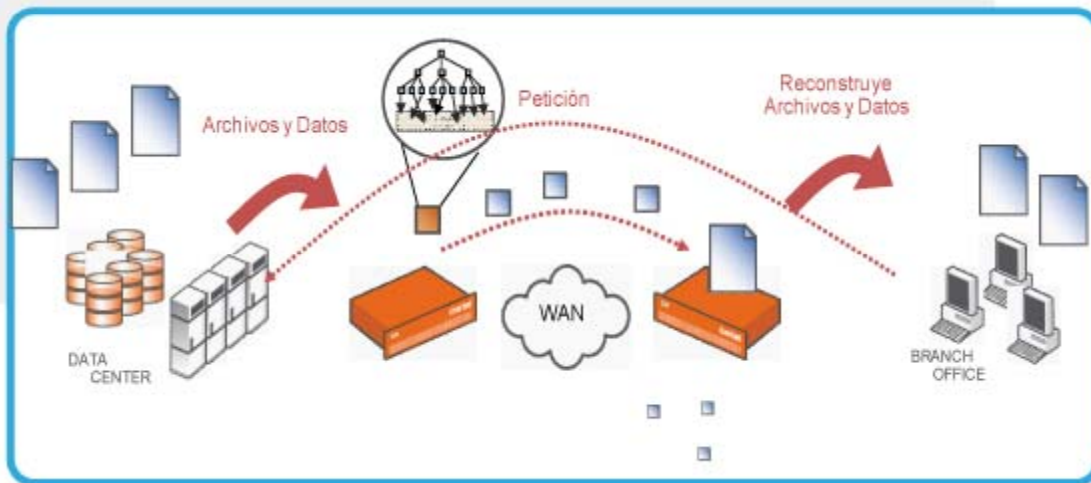 Archivos y Datos
Petición
Reconstruye
Archivos y Datos
WAN
DATA
CENTER
BRANCH
OFFICE